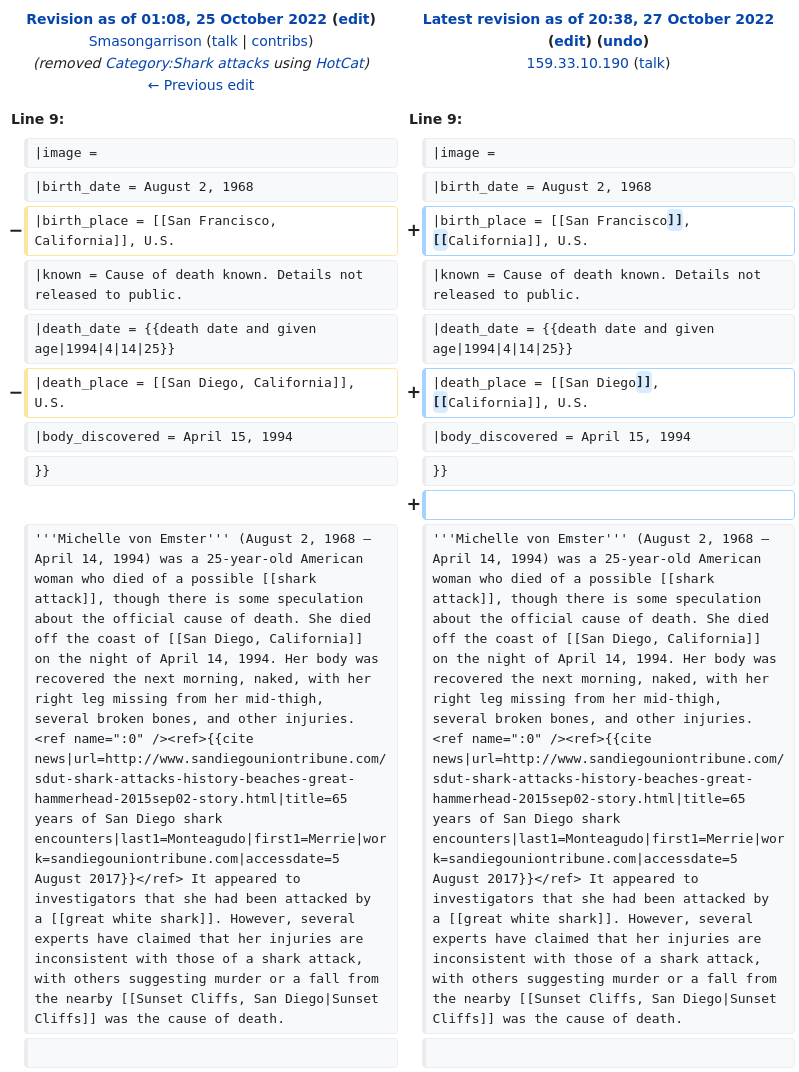 Revision as of 01:08, 25 October 2022 (edit)
Smasongarrison (talk | contribs)
(removed Category:Shark attacks using HotCat)
← Previous edit
Latest revision as of 20:38, 27 October 2022
(edit) (undo)
159.33.10.190 (talk)
Line 9:
Line 9:
|image =
|image =
|birth_date = August 2, 1968
|birth_date = August 2, 1968
−
|birth_place = [[San Francisco,
California]], U.S.
+
|birth_place = [[San Francisco]],
[[California]], U.S.
|known = Cause of death known. Details not
released to public.
|known = Cause of death known. Details not
released to public.
|death_date = {{death date and given
age|1994|4|14|25}}
|death_date = {{death date and given
age|1994|4|14|25}}
−
|death_place = [[San Diego, California]],
U.S.
+
|death_place = [[San Diego]],
[[California]], U.S.
|body_discovered = April 15, 1994
|body_discovered = April 15, 1994
}}
}}
+
'''Michelle von Emster''' (August 2, 1968 –
April 14, 1994) was a 25-year-old American
woman who died of a possible [[shark
attack]], though there is some speculation
about the official cause of death. She died
off the coast of [[San Diego, California]]
on the night of April 14, 1994. Her body was
recovered the next morning, naked, with her
right leg missing from her mid-thigh,
several broken bones, and other injuries.
<ref name=":0" /><ref>{{cite
news|url=http://www.sandiegouniontribune.com/
sdut-shark-attacks-history-beaches-great-
hammerhead-2015sep02-story.html|title=65
years of San Diego shark
encounters|last1=Monteagudo|first1=Merrie|wor
k=sandiegouniontribune.com|accessdate=5
August 2017}}</ref> It appeared to
investigators that she had been attacked by
a [[great white shark]]. However, several
experts have claimed that her injuries are
inconsistent with those of a shark attack,
with others suggesting murder or a fall from
the nearby [[Sunset Cliffs, San Diego|Sunset
Cliffs]] was the cause of death.
'''Michelle von Emster''' (August 2, 1968 –
April 14, 1994) was a 25-year-old American
woman who died of a possible [[shark
attack]], though there is some speculation
about the official cause of death. She died
off the coast of [[San Diego, California]]
on the night of April 14, 1994. Her body was
recovered the next morning, naked, with her
right leg missing from her mid-thigh,
several broken bones, and other injuries.
<ref name=":0" /><ref>{{cite
news|url=http://www.sandiegouniontribune.com/
sdut-shark-attacks-history-beaches-great-
hammerhead-2015sep02-story.html|title=65
years of San Diego shark
encounters|last1=Monteagudo|first1=Merrie|wor
k=sandiegouniontribune.com|accessdate=5
August 2017}}</ref> It appeared to
investigators that she had been attacked by
a [[great white shark]]. However, several
experts have claimed that her injuries are
inconsistent with those of a shark attack,
with others suggesting murder or a fall from
the nearby [[Sunset Cliffs, San Diego|Sunset
Cliffs]] was the cause of death.